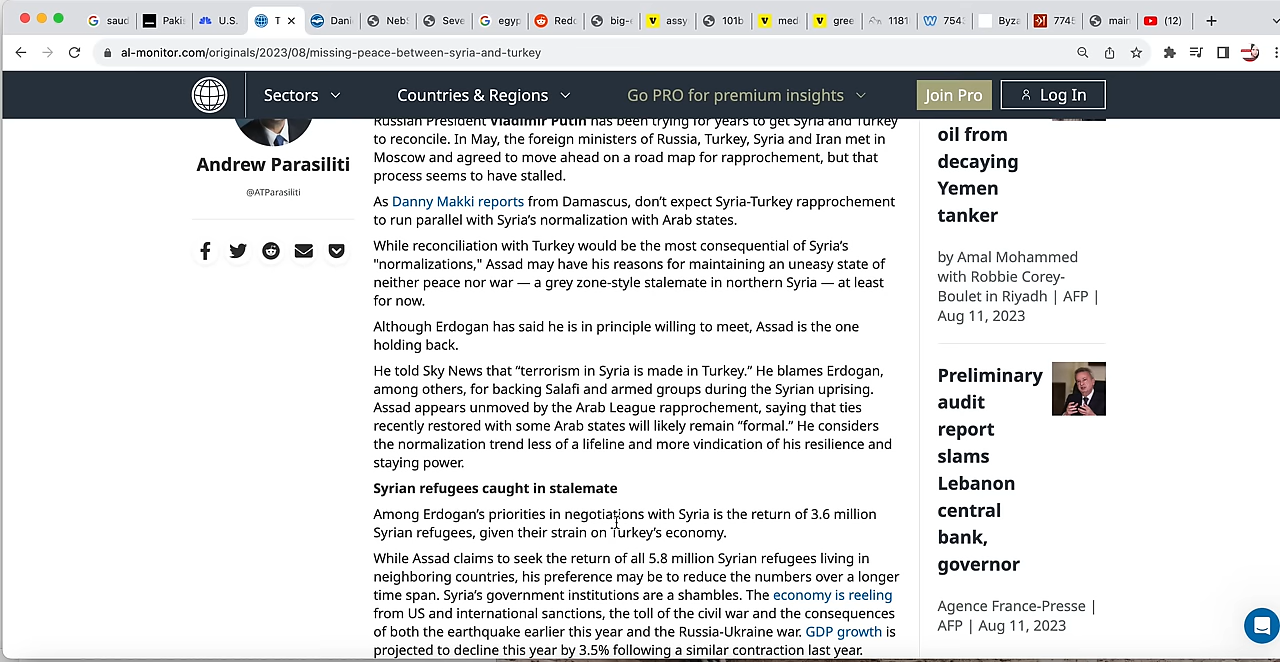 saud
Pakis
U.S.
T
Dani
NebS
Seve
egyp
Redd
big-e
assy
101b
med
gree
1181
754
Byza
7745
main
(12)
al-monitor.com/originals/2023/08/missing-peace-between-syria-and-turkey
Sectors
Countries & Regions
Go PRO for premium insights
Join Pro
Log In
Andrew Parasiliti
@ATParasiliti
Russian President Vladimir Putin has been trying for years to get Syria and Turkey
to reconcile. In May, the foreign ministers of Russia, Turkey, Syria and Iran met in
Moscow and agreed to move ahead on a road map for rapprochement, but that
process seems to have stalled.
As Danny Makki reports from Damascus, don’t expect Syria-Turkey rapprochement
to run parallel with Syria’s normalization with Arab states.
While reconciliation with Turkey would be the most consequential of Syria’s
"normalizations," Assad may have his reasons for maintaining an uneasy state of
neither peace nor war — a grey zone-style stalemate in northern Syria — at least
for now.
Although Erdogan has said he is in principle willing to meet, Assad is the one
holding back.
He told Sky News that “terrorism in Syria is made in Turkey.” He blames Erdogan,
among others, for backing Salafi and armed groups during the Syrian uprising.
Assad appears unmoved by the Arab League rapprochement, saying that ties
recently restored with some Arab states will likely remain “formal.” He considers
the normalization trend less of a lifeline and more vindication of his resilience and
staying power.
Syrian refugees caught in stalemate
Among Erdogan’s priorities in negotiations with Syria is the return of 3.6 million
Syrian refugees, given their strain on Turkey’s economy.
While Assad claims to seek the return of all 5.8 million Syrian refugees living in
neighboring countries, his preference may be to reduce the numbers over a longer
time span. Syria’s government institutions are a shambles. The economy is reeling
from US and international sanctions, the toll of the civil war and the consequences
of both the earthquake earlier this year and the Russia-Ukraine war. GDP growth is
projected to decline this year by 3.5% following a similar contraction last year.
oil from
decaying
Yemen
tanker
by Amal Mohammed
with Robbie Corey-
Boulet in Riyadh | AFP |
Aug 11, 2023
Preliminary
audit
report
slams
Lebanon
central
bank,
governor
Agence France-Presse |
AFP | Aug 11, 2023